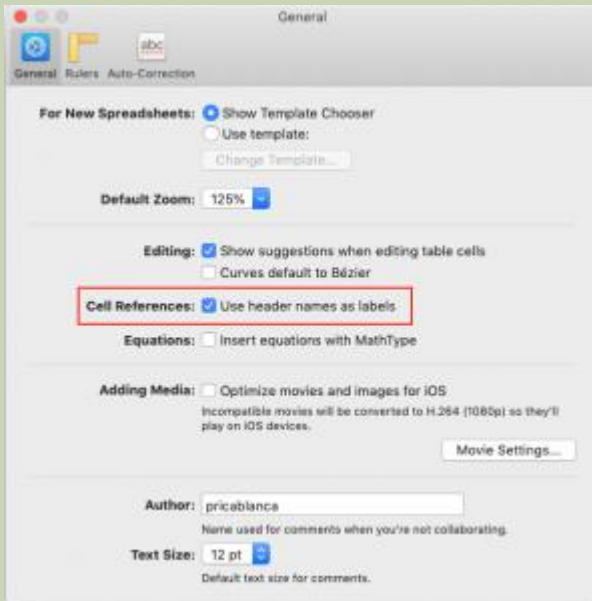 General
abc
General Rulers Auto-Correction
For New Spreadsheets: Show Template Chooser
Use template:
Change Template...
Default Zoom: 125%
Editing: Show suggestions when editing table cells
Curves default to Bézier
Cell References: Use header names as labels
Equations: Insert equations with MathType
Adding Media: Optimize movies and images for iOS
Incompatible movies will be converted to H.264 (1080p) so they'll
play on iOS devices.
Movie Settings...
Author: pricablanca
Name used for comments when you're not collaborating.
Text Size: 12 pt
Default text size for comments.